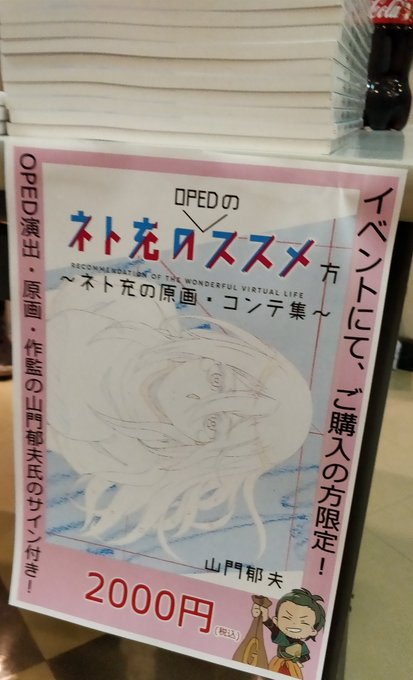 OPEDの
ネト充のススメ方
RECOMMENDATION OF THE WONDERFUL VIRTUAL LIFE
～ネト充の原画・コンテ集～
イベントにて、ご購入の方限定！
OPED演出・原画・作監の山門郁夫氏のサイン付き！
山門郁夫
2000円
(税込)
Coca